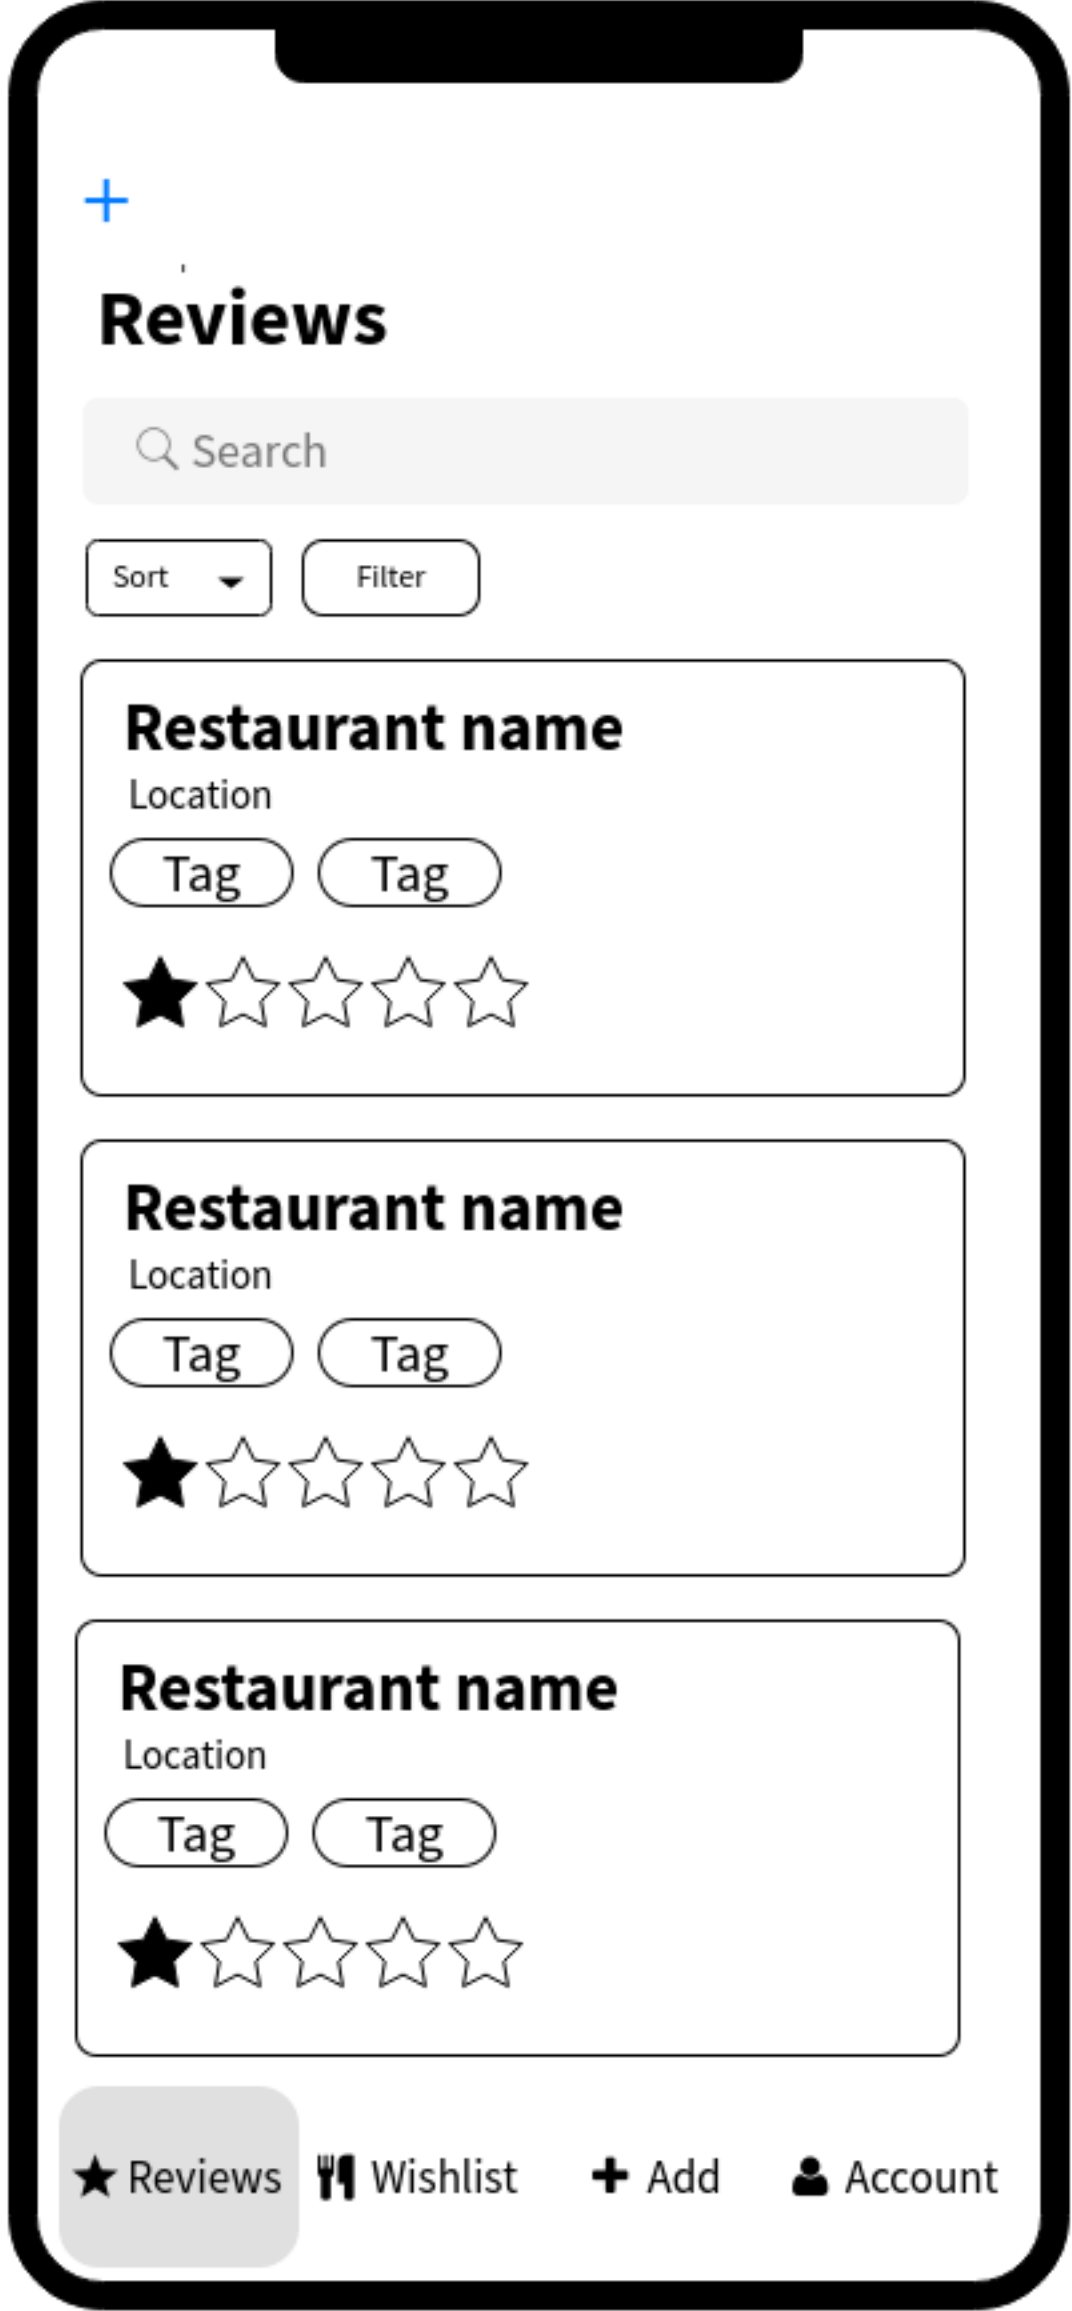 Reviews
Search
Sort Filter
Restaurant name
Location
Tag Tag
Restaurant name
Location
Tag Tag
Restaurant name
Location
Tag Tag
Reviews Wishlist Add Account